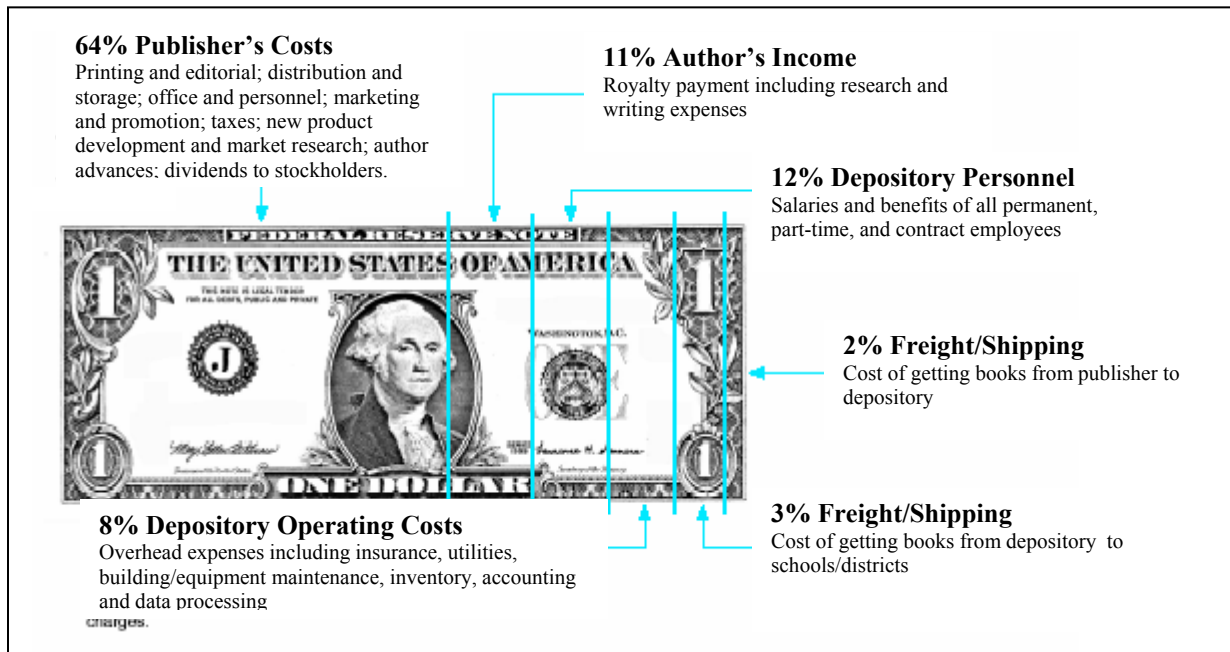 64% Publisher’s Costs
Printing and editorial; distribution and
storage; office and personnel; marketing
and promotion; taxes; new product
development and market research; author
advances; dividends to stockholders.
11% Author’s Income
Royalty payment including research and
writing expenses
12% Depository Personnel
Salaries and benefits of all permanent,
part-time, and contract employees
FEDERAL RESERVE NOTE
THE UNITED STATES OF AMERICA
THIS NOTE IS LEGAL TENDER
FOR ALL DEBTS, PUBLIC AND PRIVATE
1
1
WASHINGTON, D.C.
J
ONE
2% Freight/Shipping
Cost of getting books from publisher to
depository
SERIES
1
1
ONE DOLLAR
8% Depository Operating Costs
Overhead expenses including insurance, utilities,
building/equipment maintenance, inventory, accounting
and data processing
charges.
3% Freight/Shipping
Cost of getting books from depository to
schools/districts